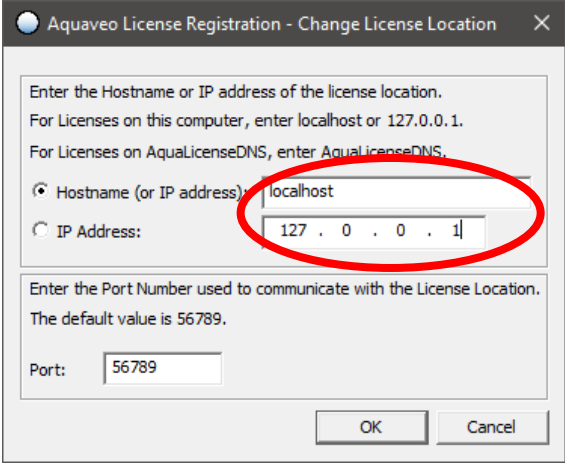 Aquaveo License Registration - Change License Location
Enter the Hostname or IP address of the license location.
For Licenses on this computer, enter localhost or 127.0.0.1.
For Licenses on AquaLicenseDNS, enter AquaLicenseDNS.
Hostname (or IP address): localhost
IP Address: 127 . 0 . 0 . 1
Enter the Port Number used to communicate with the License Location.
The default value is 56789.
Port: 56789
OK Cancel